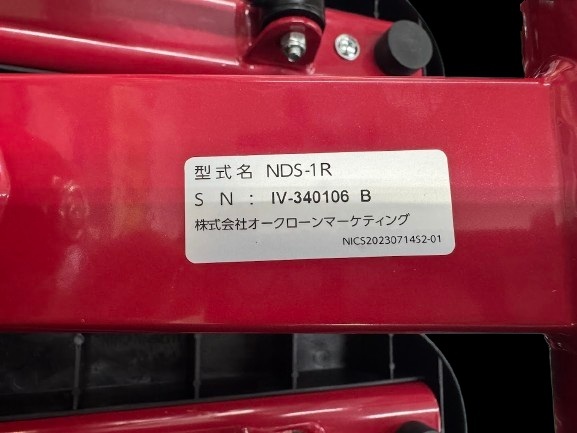 型式名 NDS-1R
SN: IV-340106 B
株式会社オークローンマーケティング
NICS20230714S2-01